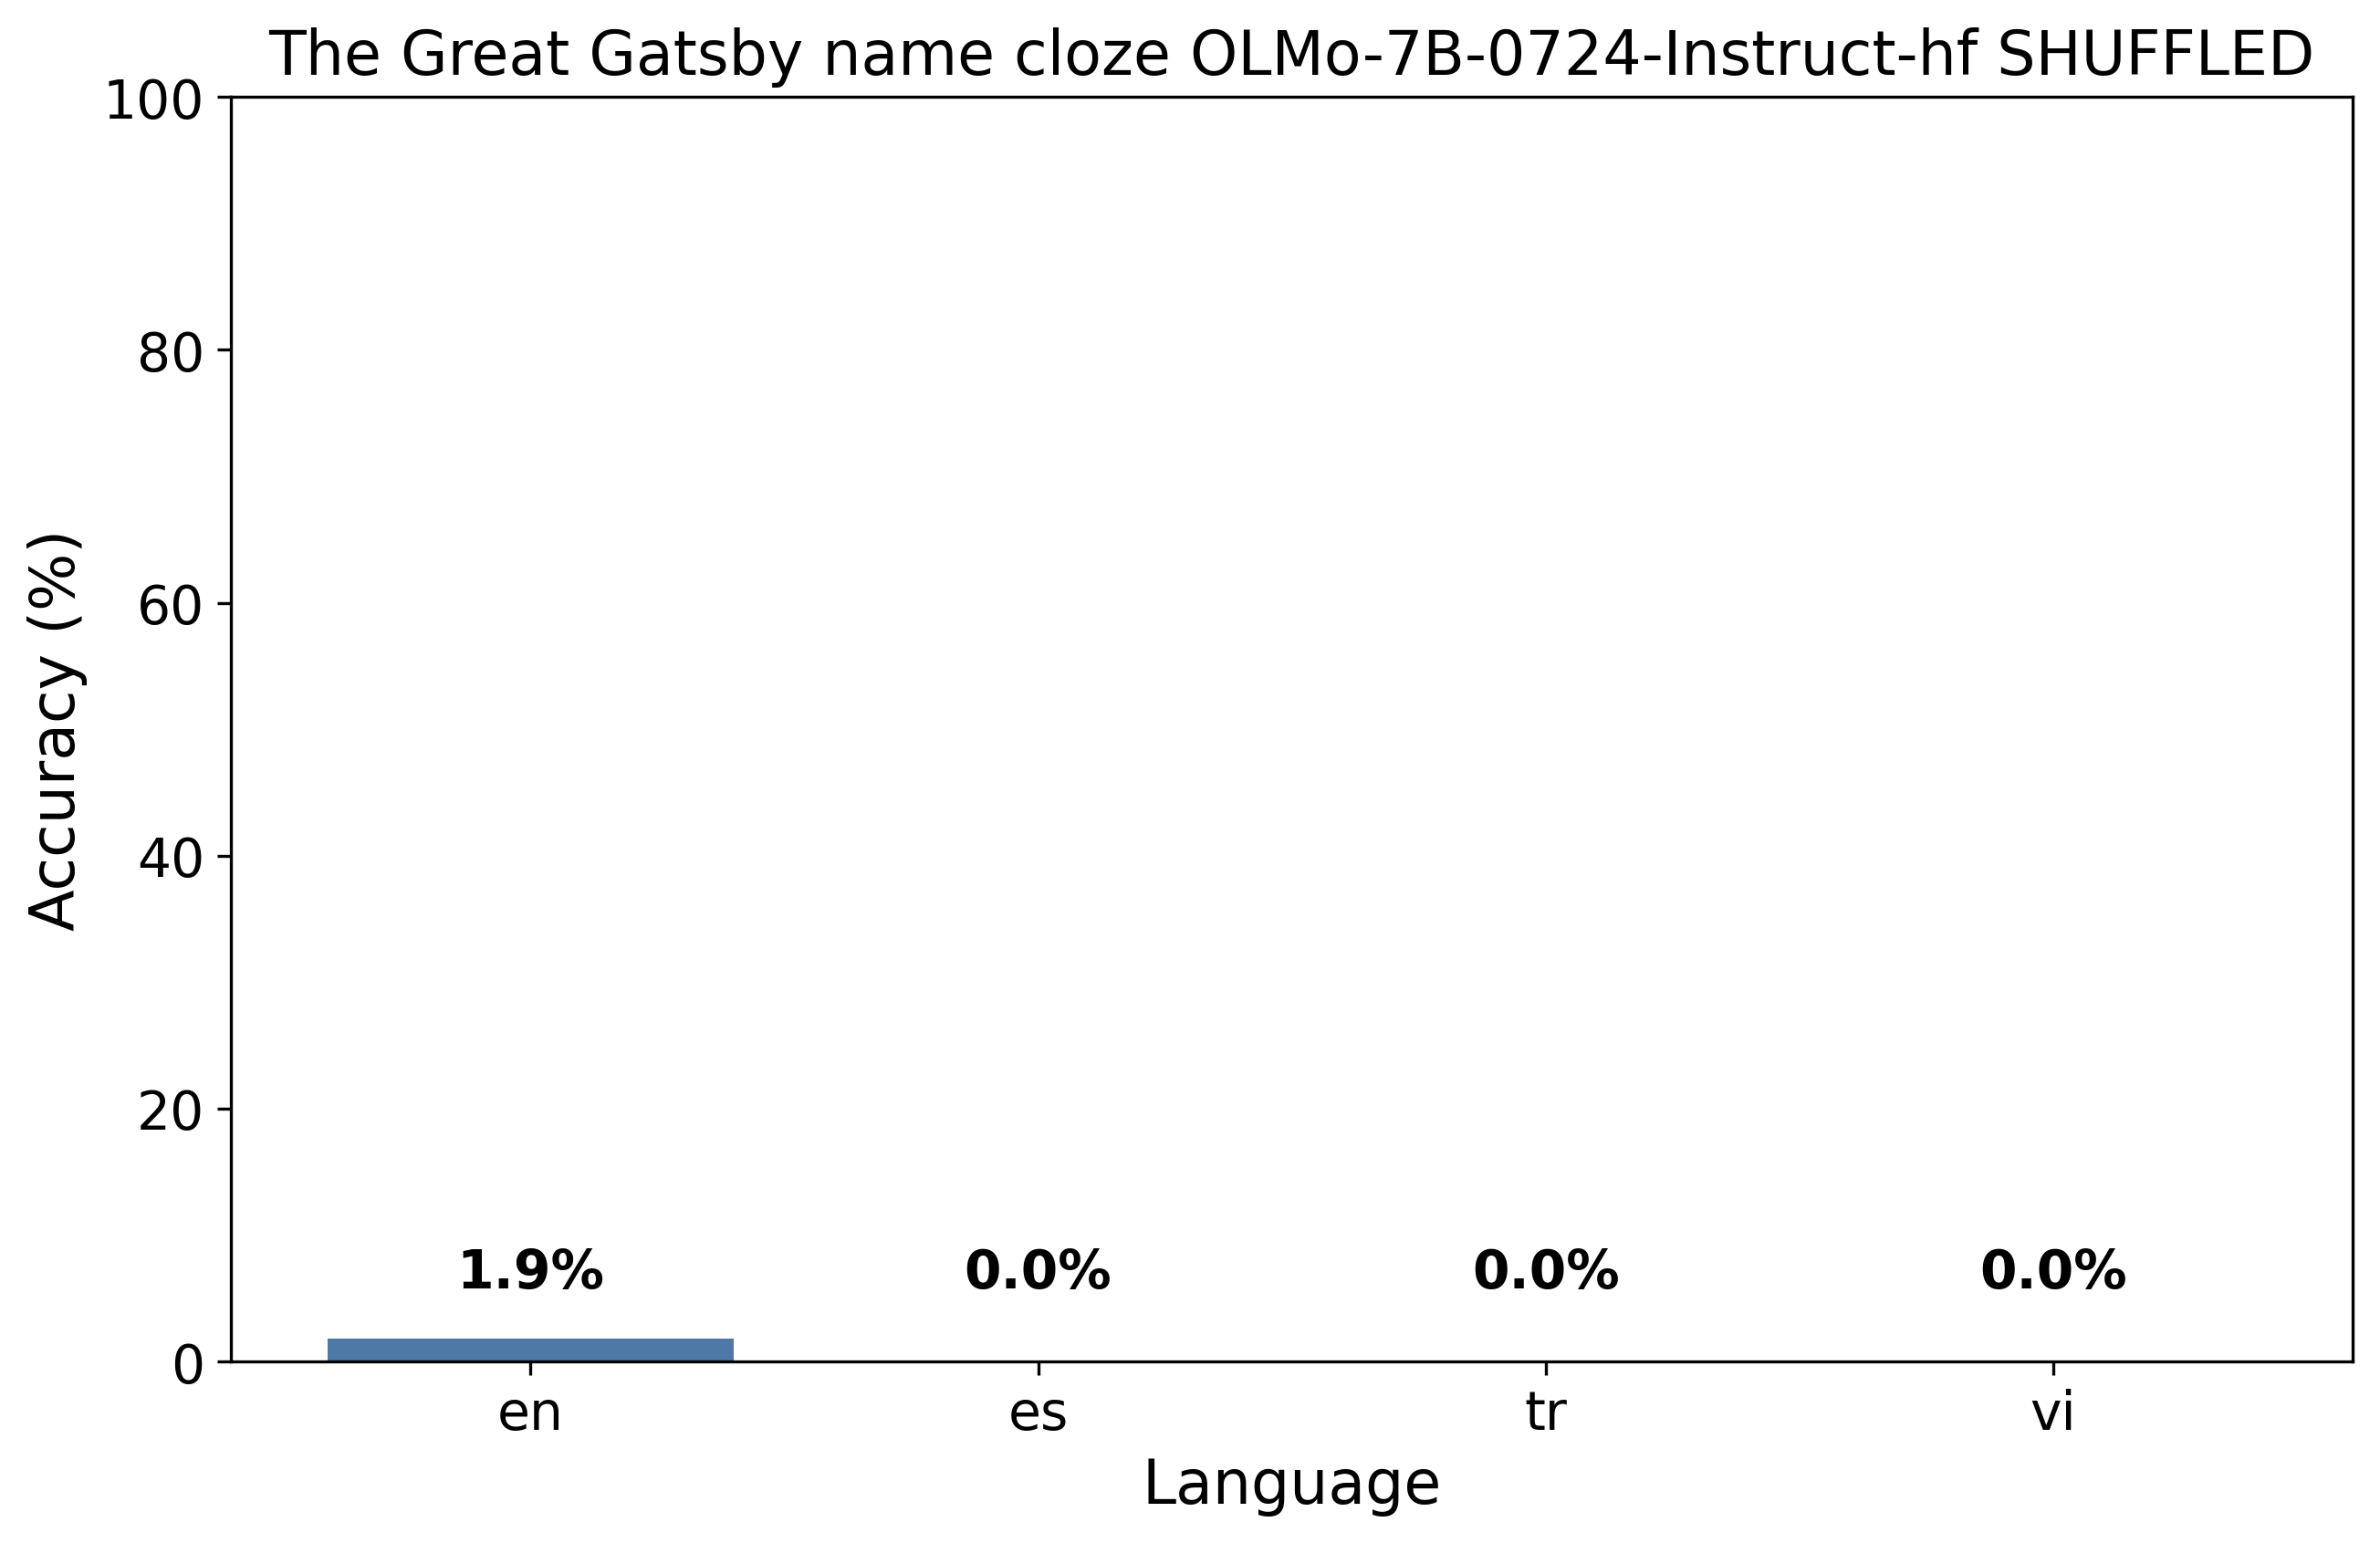 The Great Gatsby name cloze OLMo-7B-0724-Instruct-hf SHUFFLED
Accuracy (%)
100
80
60
40
20
0
1.9%
0.0%
0.0%
0.0%
en
es
tr
vi
Language